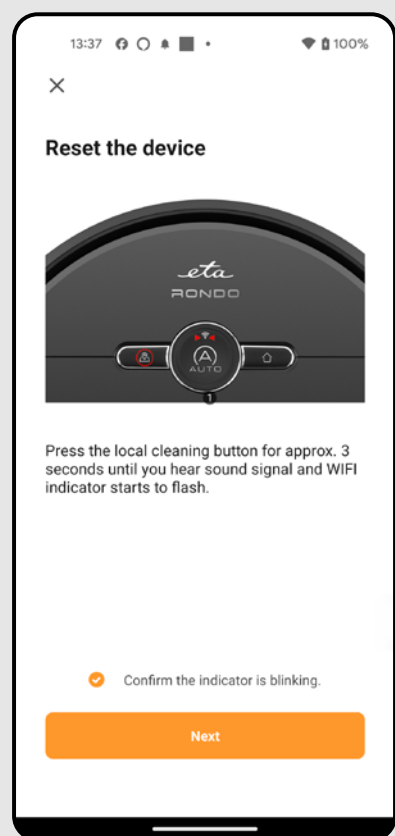 13:37
100%
Reset the device
eta
RONDO
A
AUTO
1
Press the local cleaning button for approx. 3
seconds until you hear sound signal and WIFI
indicator starts to flash.
Confirm the indicator is blinking.
Next